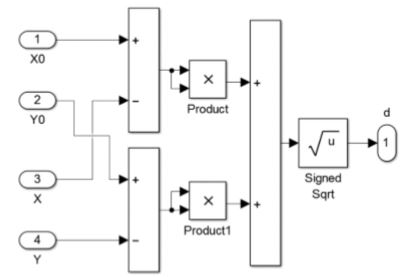 1
X0
2
Y0
3
X
4
Y
+
−
+
−
×
Product
×
Product1
+
+
√u
Signed
Sqrt
d
1